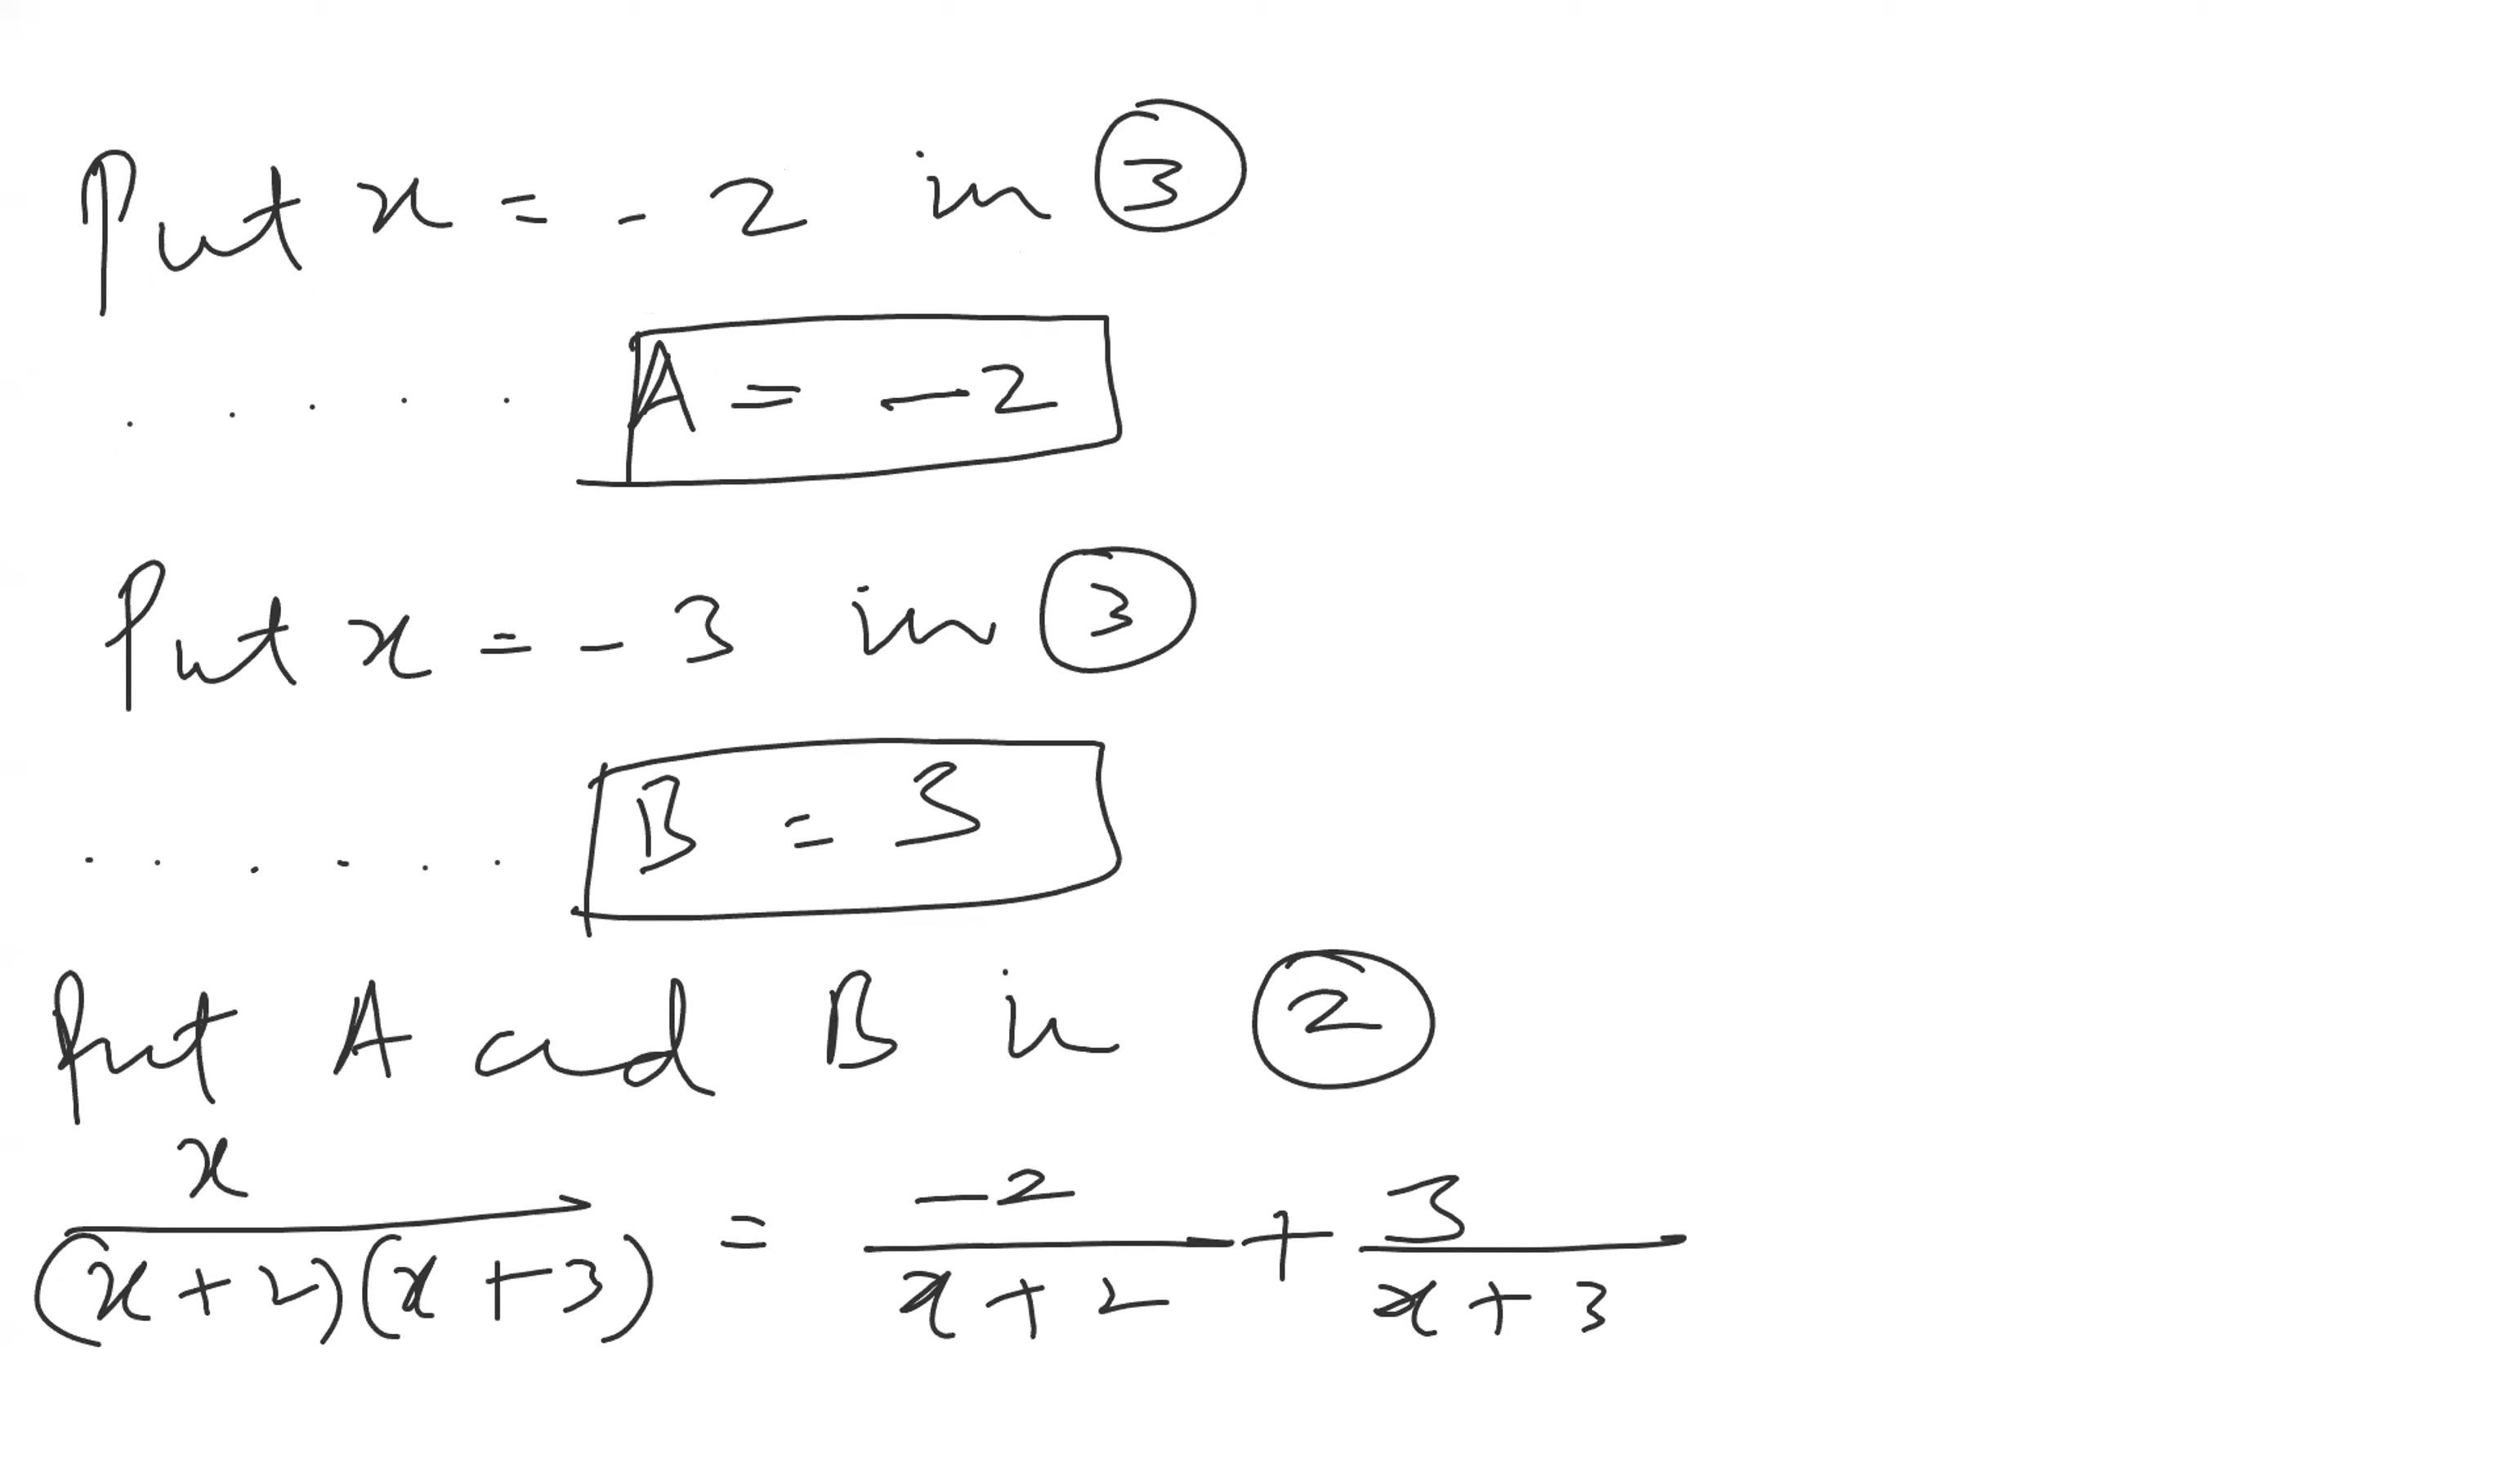 Put x = - 2 in ③
..... A = -2
Put x = - 3 in ③
...... B = 3
Put A and B in ②
x/((x+2)(x+3)) = -2/(x+2) + 3/(x+3)